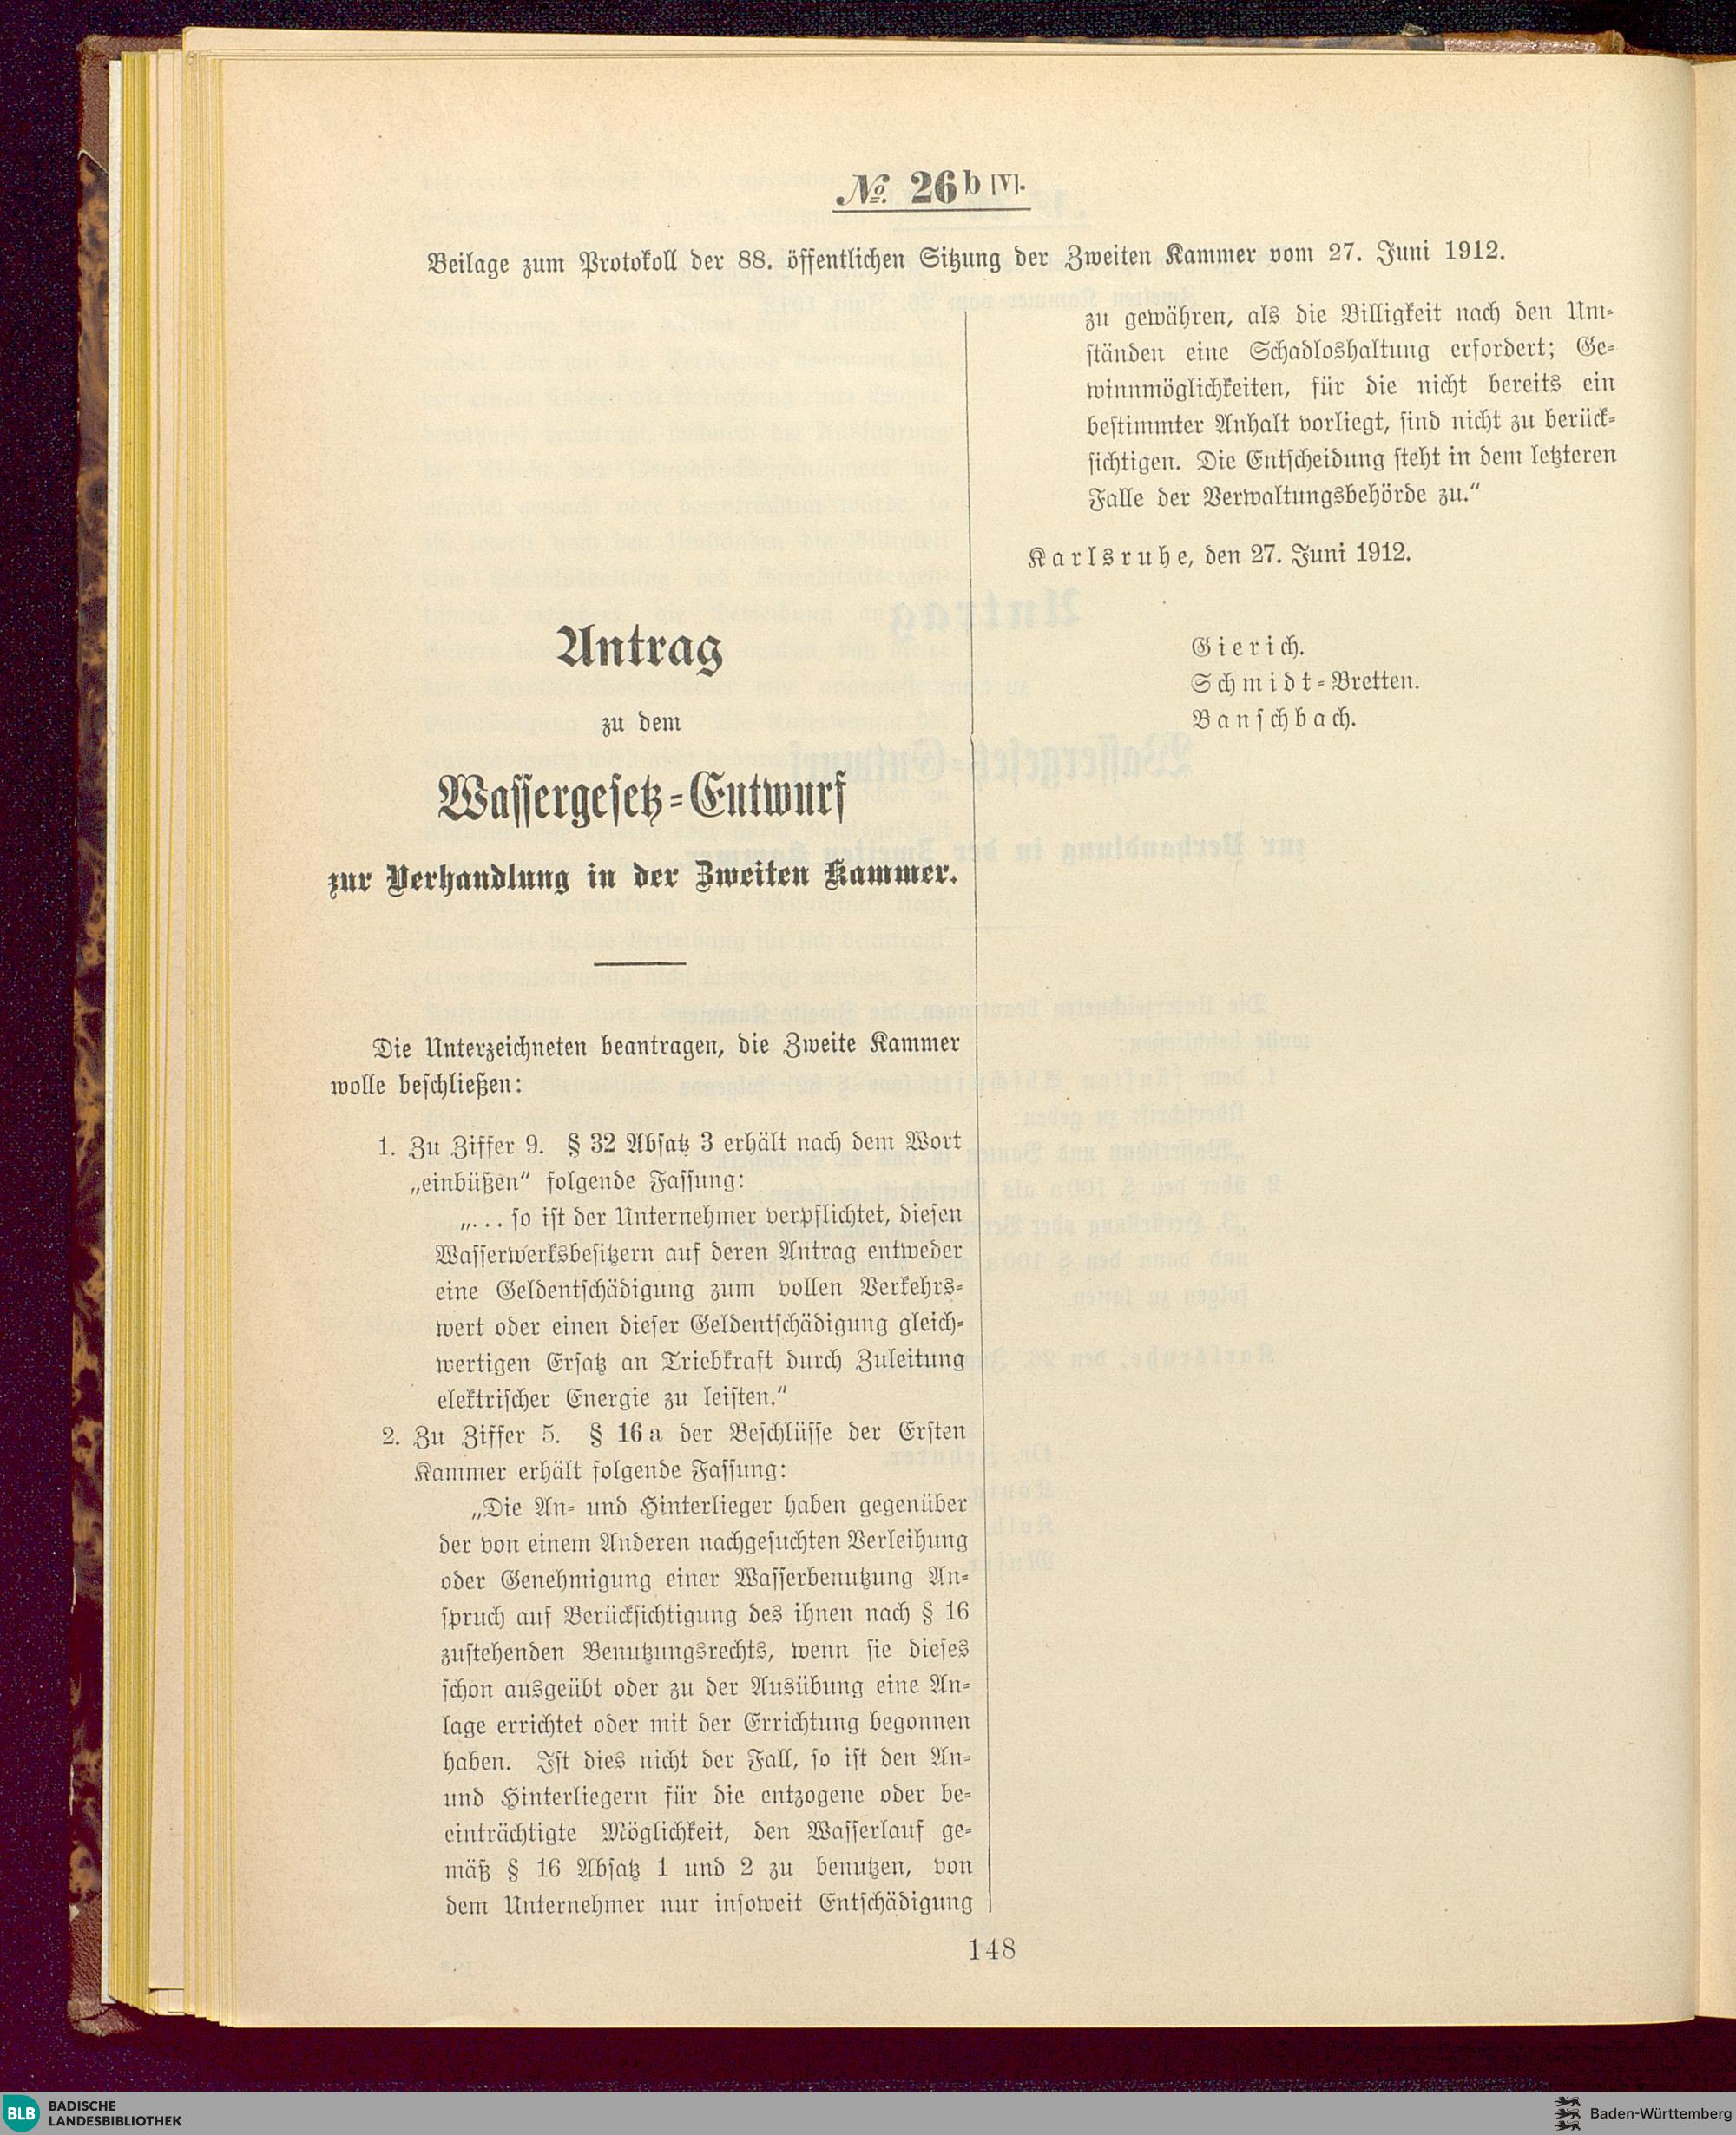 №. 26 b [V].
Beilage zum Protokoll der 88. öffentlichen Sitzung der Zweiten Kammer vom 27. Juni 1912.
Antrag
zu dem
Wassergesetz-Entwurf
zur Verhandlung in der Zweiten Kammer.
Die Unterzeichneten beantragen, die Zweite Kammer
wolle beschließen:
1. Zu Ziffer 9. § 32 Absatz 3 erhält nach dem Wort
„einbüßen“ folgende Fassung:
„... so ist der Unternehmer verpflichtet, diesen
Wasserwerksbesitzern auf deren Antrag entweder
eine Geldentschädigung zum vollen Verkehrs-
wert oder einen dieser Geldentschädigung gleich-
wertigen Ersatz an Triebkraft durch Zuleitung
elektrischer Energie zu leisten.“
2. Zu Ziffer 5. § 16 a der Beschlüsse der Ersten
Kammer erhält folgende Fassung:
„Die An- und Hinterlieger haben gegenüber
der von einem Anderen nachgesuchten Verleihung
oder Genehmigung einer Wasserbenutzung An-
spruch auf Berücksichtigung des ihnen nach § 16
zustehenden Benutzungsrechts, wenn sie dieses
schon ausgeübt oder zu der Ausübung eine An-
lage errichtet oder mit der Errichtung begonnen
haben. Ist dies nicht der Fall, so ist den An-
und Hinterliegern für die entzogene oder be-
einträchtigte Möglichkeit, den Wasserlauf ge-
mäß § 16 Absatz 1 und 2 zu benutzen, von
dem Unternehmer nur insoweit Entschädigung
zu gewähren, als die Billigkeit nach den Um-
ständen eine Schadloshaltung erfordert; Ge-
winnmöglichkeiten, für die nicht bereits ein
bestimmter Anhalt vorliegt, sind nicht zu berück-
sichtigen. Die Entscheidung steht in dem letzteren
Falle der Verwaltungsbehörde zu.“
Karlsruhe, den 27. Juni 1912.
Gierich.
Schmidt-Bretten.
Banschbach.
148
BLB BADISCHE
LANDESBIBLIOTHEK
Baden-Württemberg